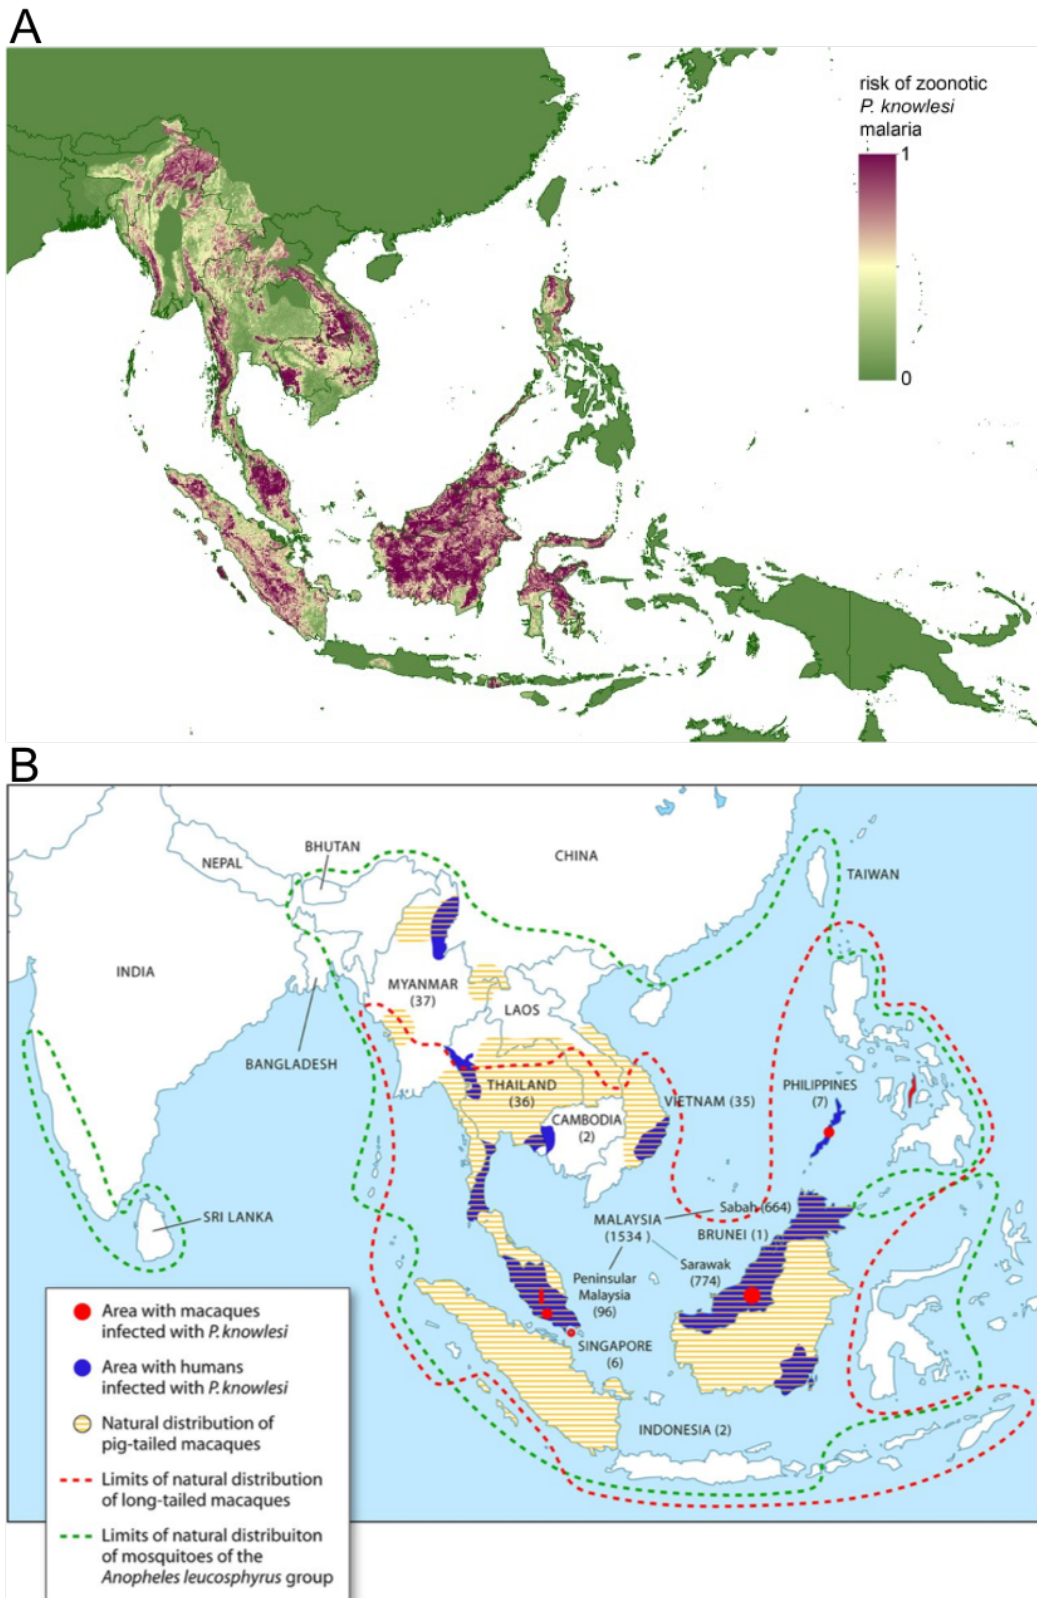 A
risk of zoonotic
P. knowlesi
malaria
1
0
B
BHUTAN
NEPAL
CHINA
TAIWAN
INDIA
MYANMAR
(37)
LAOS
BANGLADESH
THAILAND
(36)
VIETNAM (35)
PHILIPPINES
(7)
CAMBODIA
(2)
SRI LANKA
MALAYSIA
(1534 )
Sabah (664)
BRUNEI (1)
Sarawak
(774)
Peninsular
Malaysia
(96)
SINGAPORE
(6)
INDONESIA (2)
Area with macaques
infected with P. knowlesi
Area with humans
infected with P. knowlesi
Natural distribution of
pig-tailed macaques
Limits of natural distribution
of long-tailed macaques
Limits of natural distribuiton
of mosquitoes of the
Anopheles leucosphyrus group